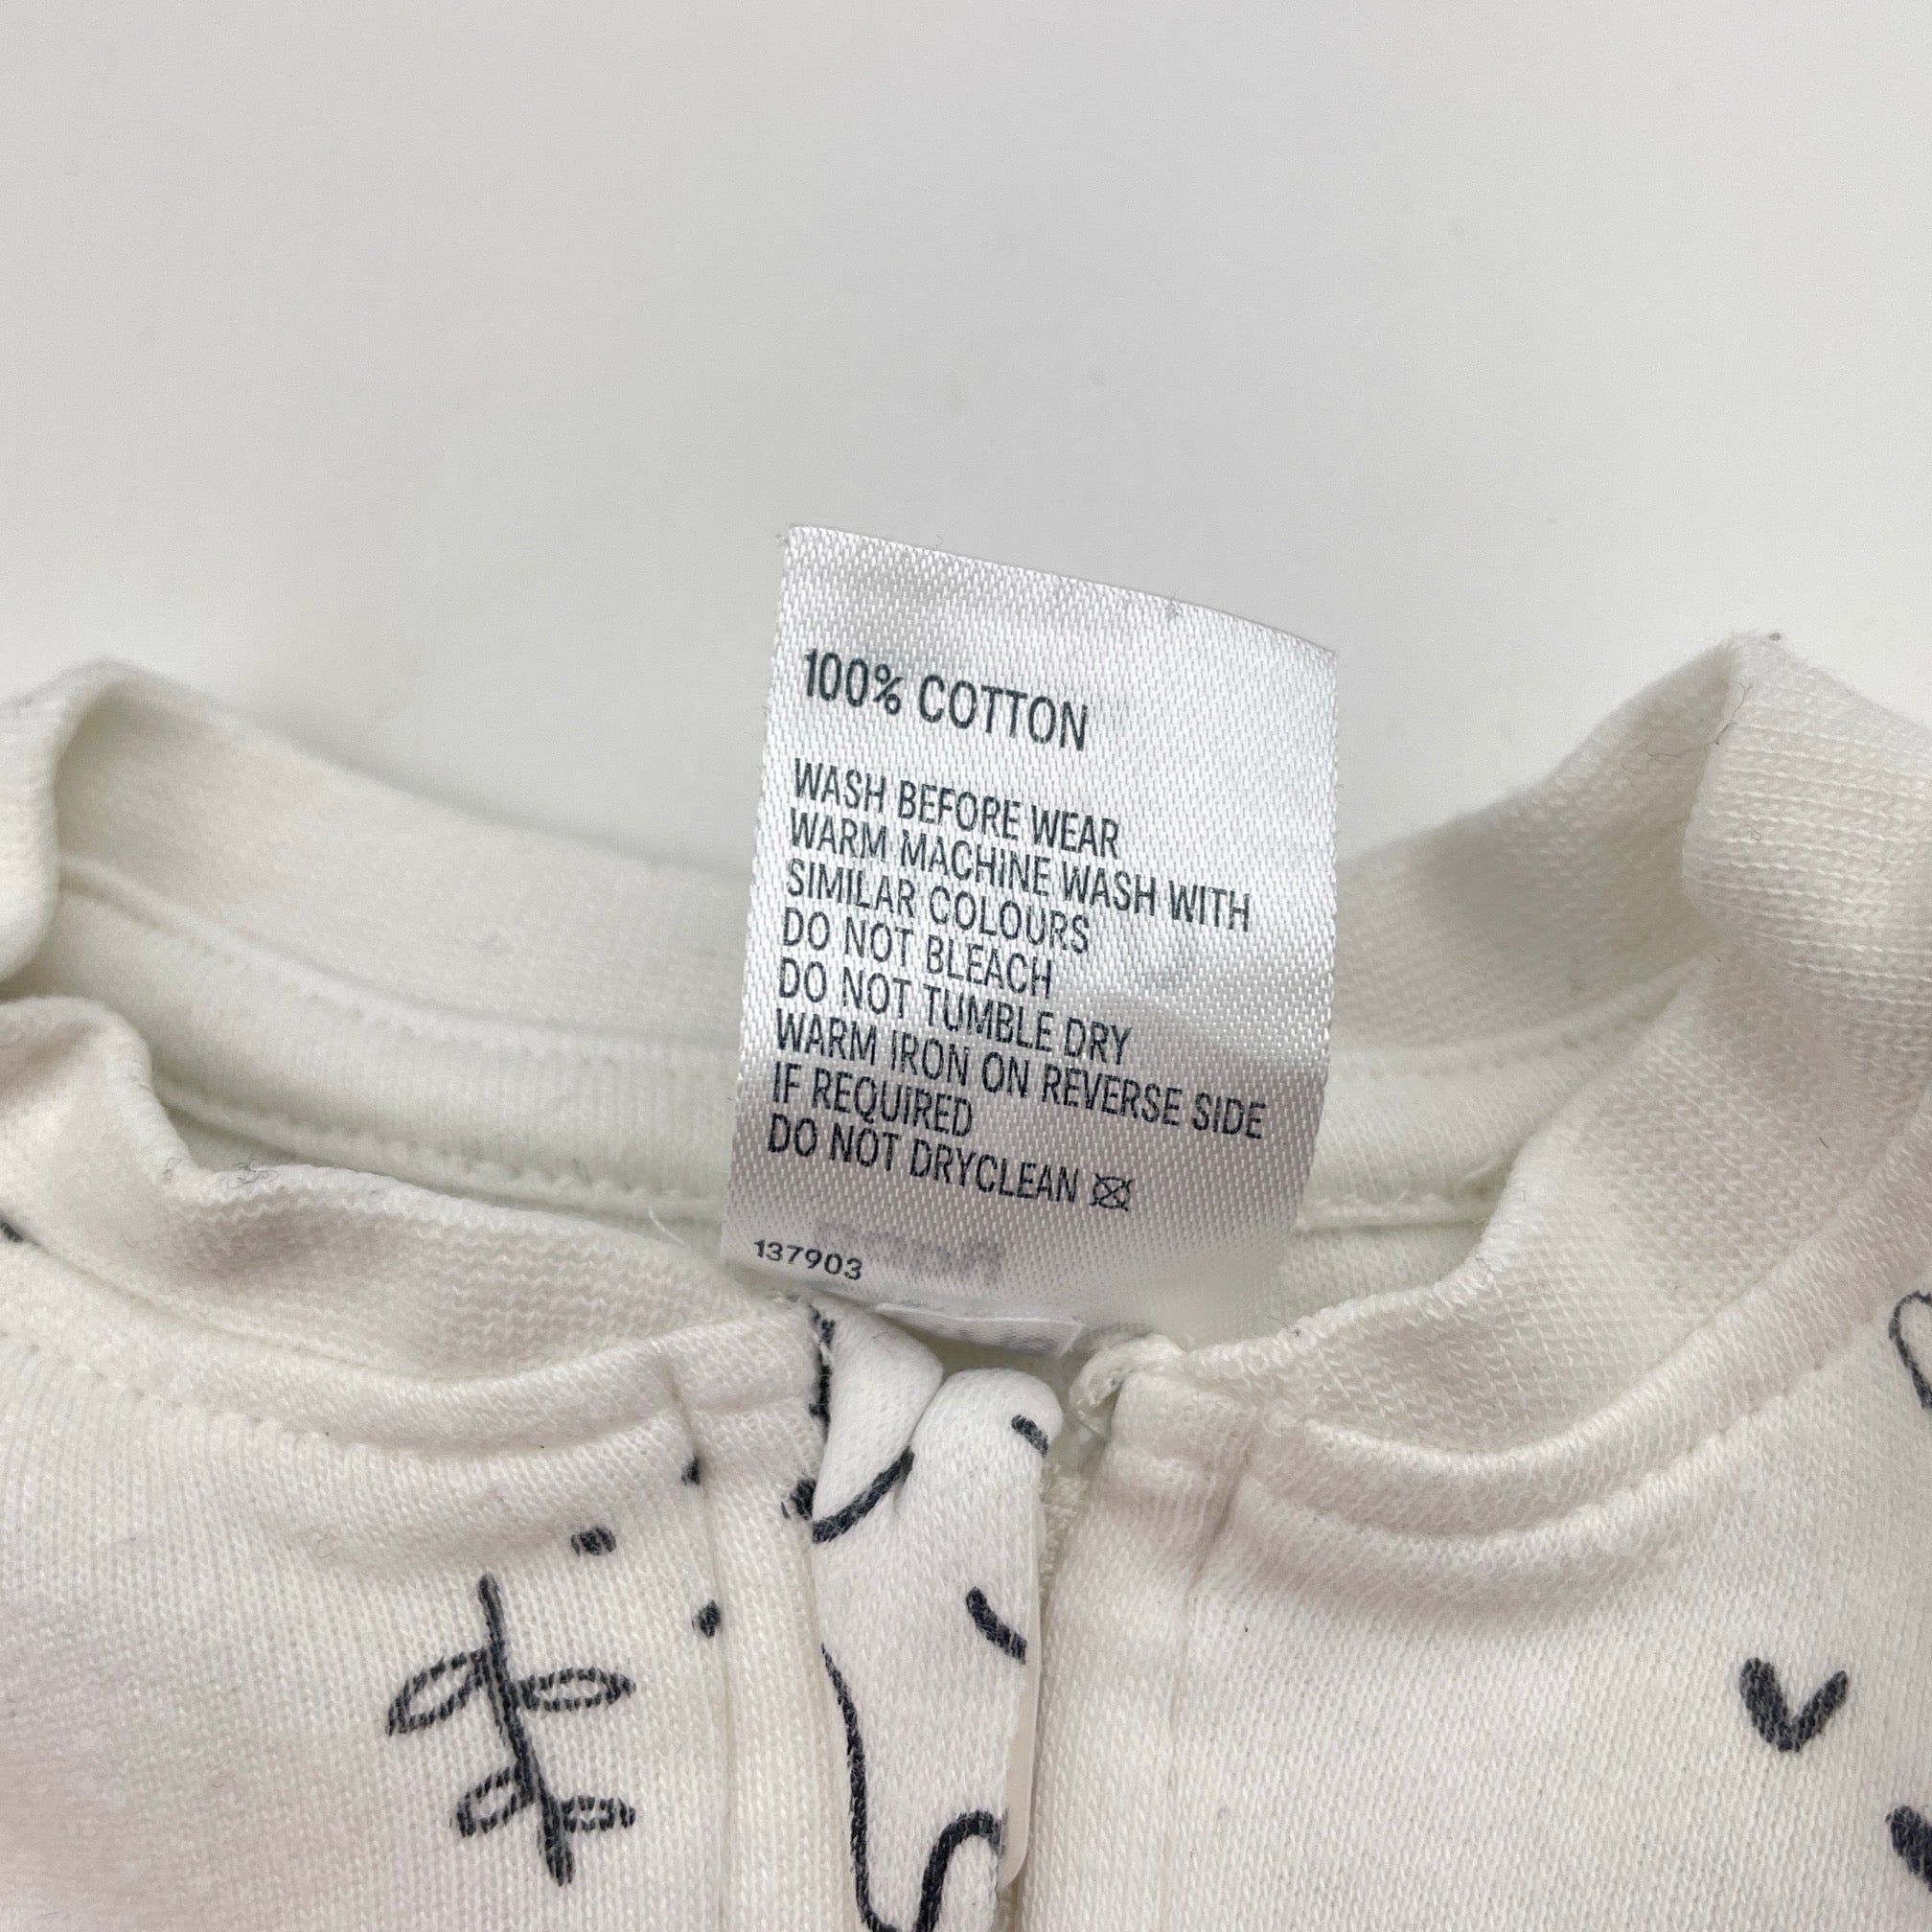 100% COTTON
WASH BEFORE WEAR
WARM MACHINE WASH WITH
SIMILAR COLOURS
DO NOT BLEACH
DO NOT TUMBLE DRY
WARM IRON ON REVERSE SIDE
IF REQUIRED
DO NOT DRYCLEAN
137903